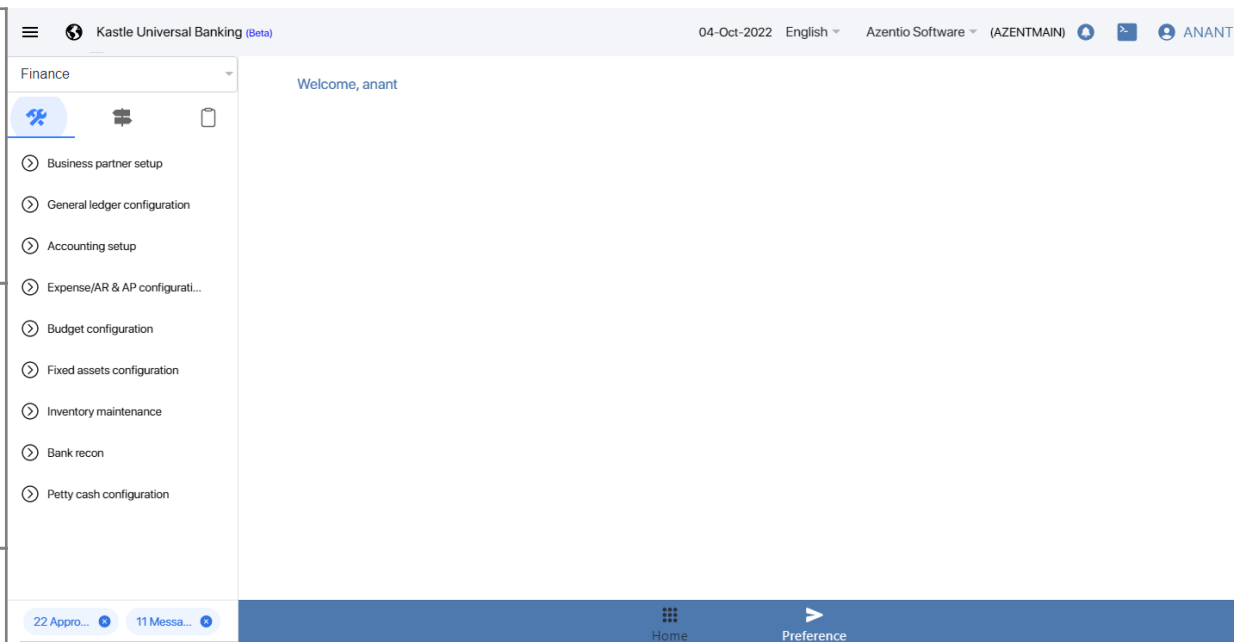 Kastle Universal Banking (Beta)
04-Oct-2022 English Azentio Software (AZENTMAIN) ANANT
Finance
Welcome, anant
Business partner setup
General ledger configuration
Accounting setup
Expense/AR & AP configurati...
Budget configuration
Fixed assets configuration
Inventory maintenance
Bank recon
Petty cash configuration
22 Appro... 11 Messa...
Home Preference